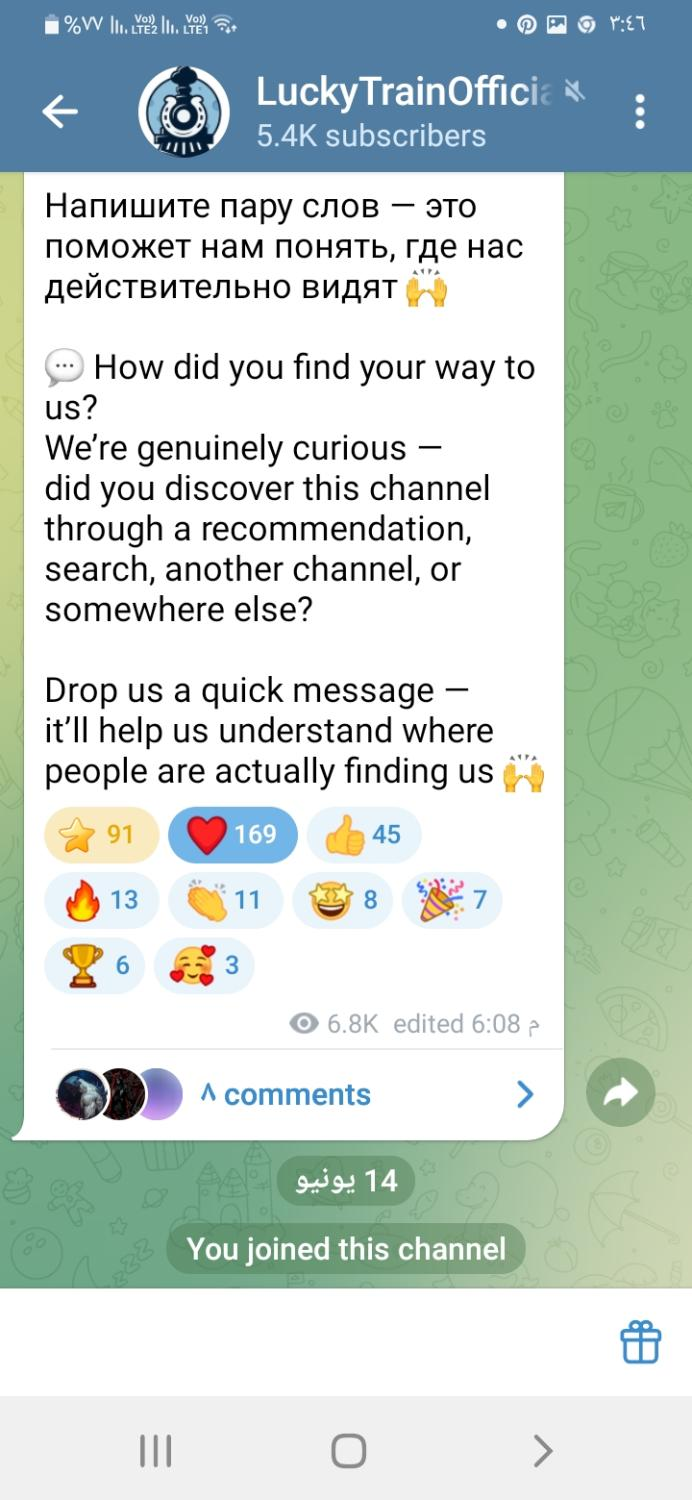 %٧٧ Vo)) LTE2 Vo)) LTE1 ٣:٤٦
LuckyTrainOfficia
5.4K subscribers
Напишите пару слов — это
поможет нам понять, где нас
действительно видят 🙌
💬 How did you find your way to
us?
We’re genuinely curious —
did you discover this channel
through a recommendation,
search, another channel, or
somewhere else?
Drop us a quick message —
it’ll help us understand where
people are actually finding us 🙌
⭐ 91 ❤️ 169 👍 45
🔥 13 👏 11 🤩 8 🎉 7
🏆 6 🥰 3
6.8K edited 6:08 م
٨ comments
14 يونيو
You joined this channel